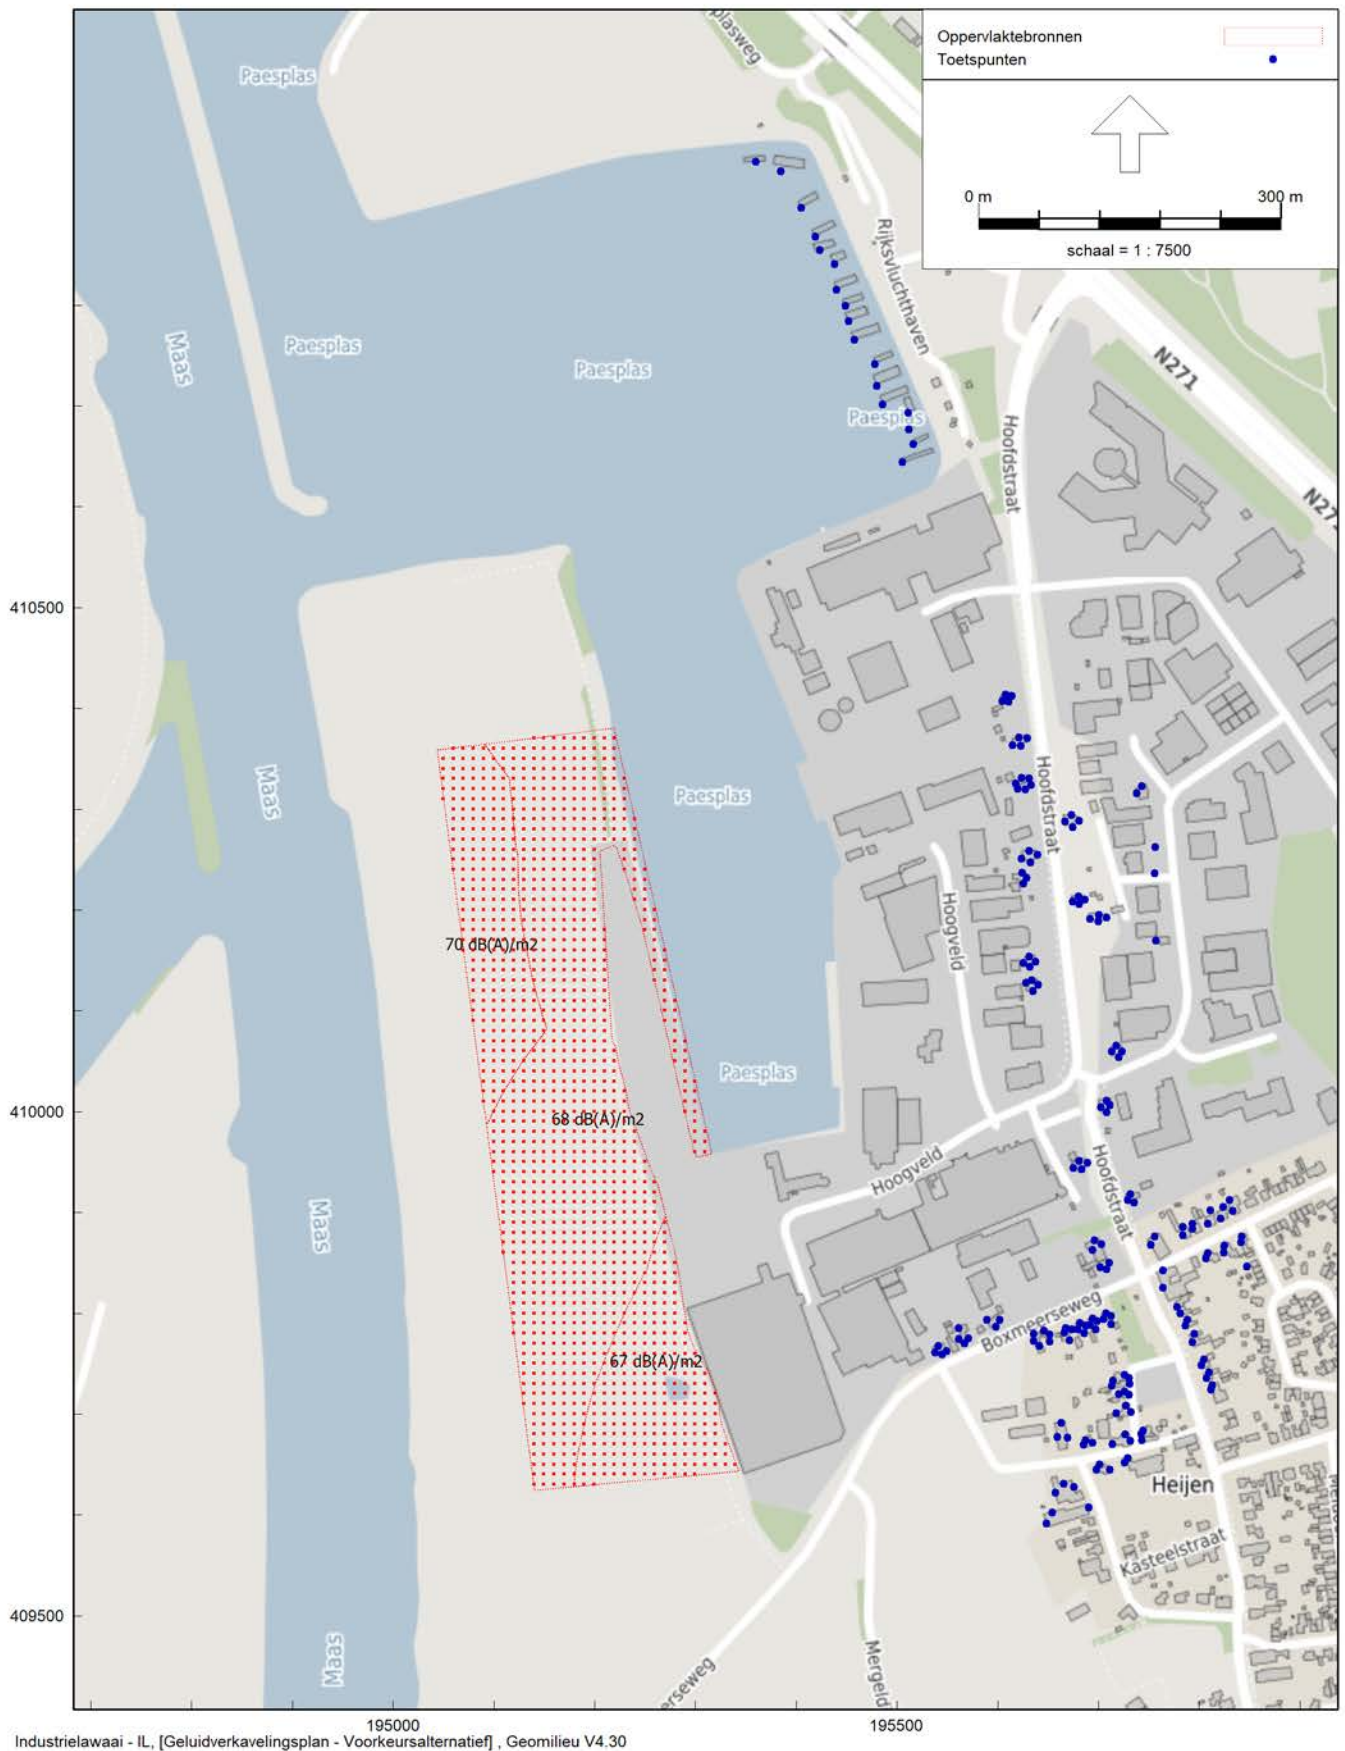 plasweg
Oppervlaktebronnen
Toetspunten
0 m 300 m
schaal = 1 : 7500
Paesplas
Rijksvluchthaven
Maas
Paesplas
Paesplas
N271
Paesplas
Hoofdstraat
410500
Maas
Paesplas
Hoofdstraat
Hoogveld
70 dB(A)/m2
Paesplas
410000
68 dB(A)/m2
Hoogveld
Hoofdstraat
Maas
Boxmeerseweg
67 dB(A)/m2
Heijen
Kasteelstraat
409500
Maas
erseweg
Mergeld
195000
195500
Industrielawaai - IL, [Geluidverkavelingsplan - Voorkeursalternatief] , Geomilieu V4.30